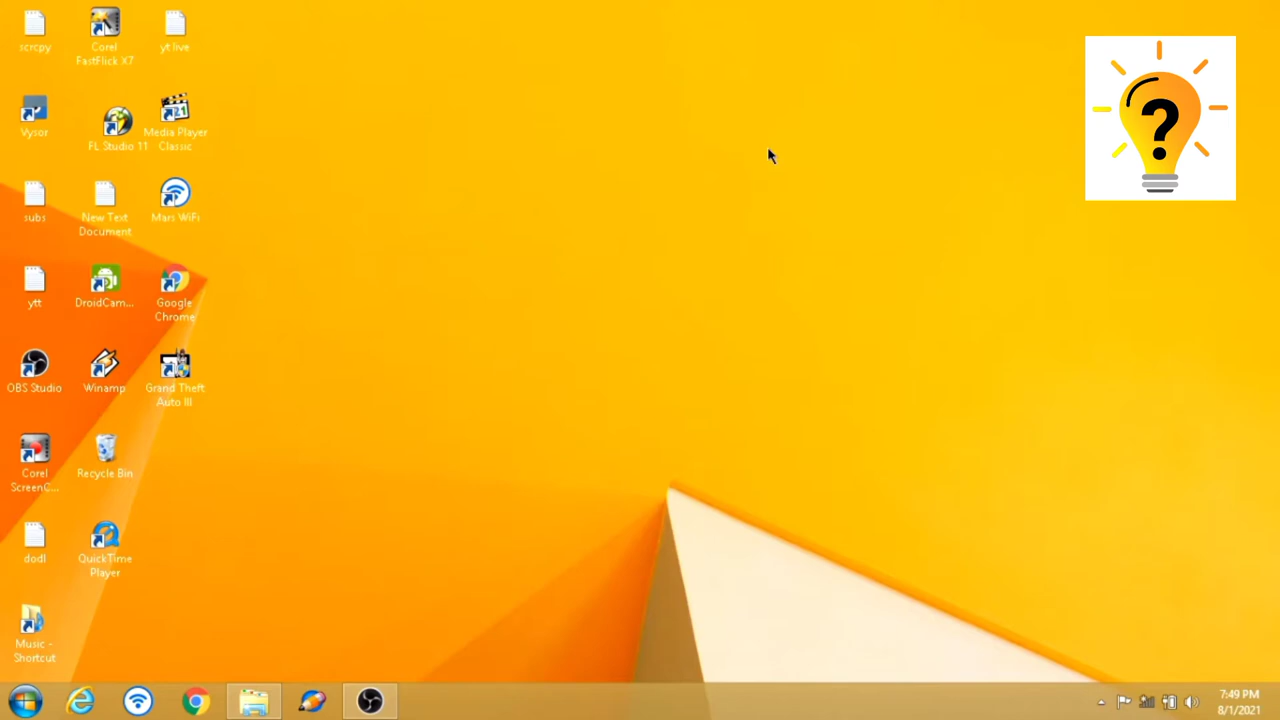 scrcpy
Corel
FastFlick X7
yt live
Vysor
FL Studio 11
Media Player
Classic
subs
New Text
Document
Mars WiFi
ytt
DroidCam...
Google
Chrome
OBS Studio
Winamp
Grand Theft
Auto III
Corel
ScreenC...
Recycle Bin
dodl
QuickTime
Player
Music -
Shortcut
?
7:49 PM
8/1/2021